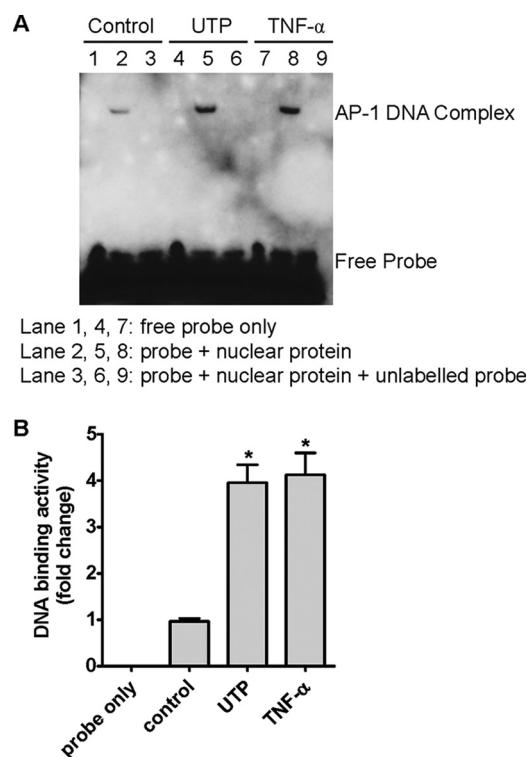 A
Control UTP TNF-α
1 2 3 4 5 6 7 8 9
AP-1 DNA Complex
Free Probe
Lane 1, 4, 7: free probe only
Lane 2, 5, 8: probe + nuclear protein
Lane 3, 6, 9: probe + nuclear protein + unlabelled probe
B
DNA binding activity
(fold change)
5
4
3
2
1
0
* *
probe only control UTP TNF-α